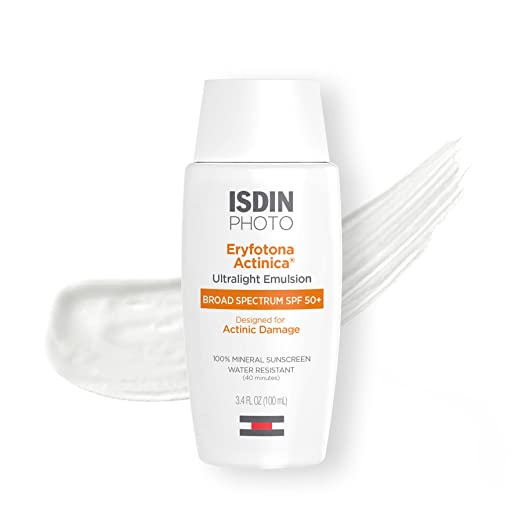 ISDIN
PHOTO
Eryfotona
Actinica®
Ultralight Emulsion
BROAD SPECTRUM SPF 50+
Designed for
Actinic Damage
100% MINERAL SUNSCREEN
WATER RESISTANT
(40 minutes)
3.4 FL OZ (100 mL)